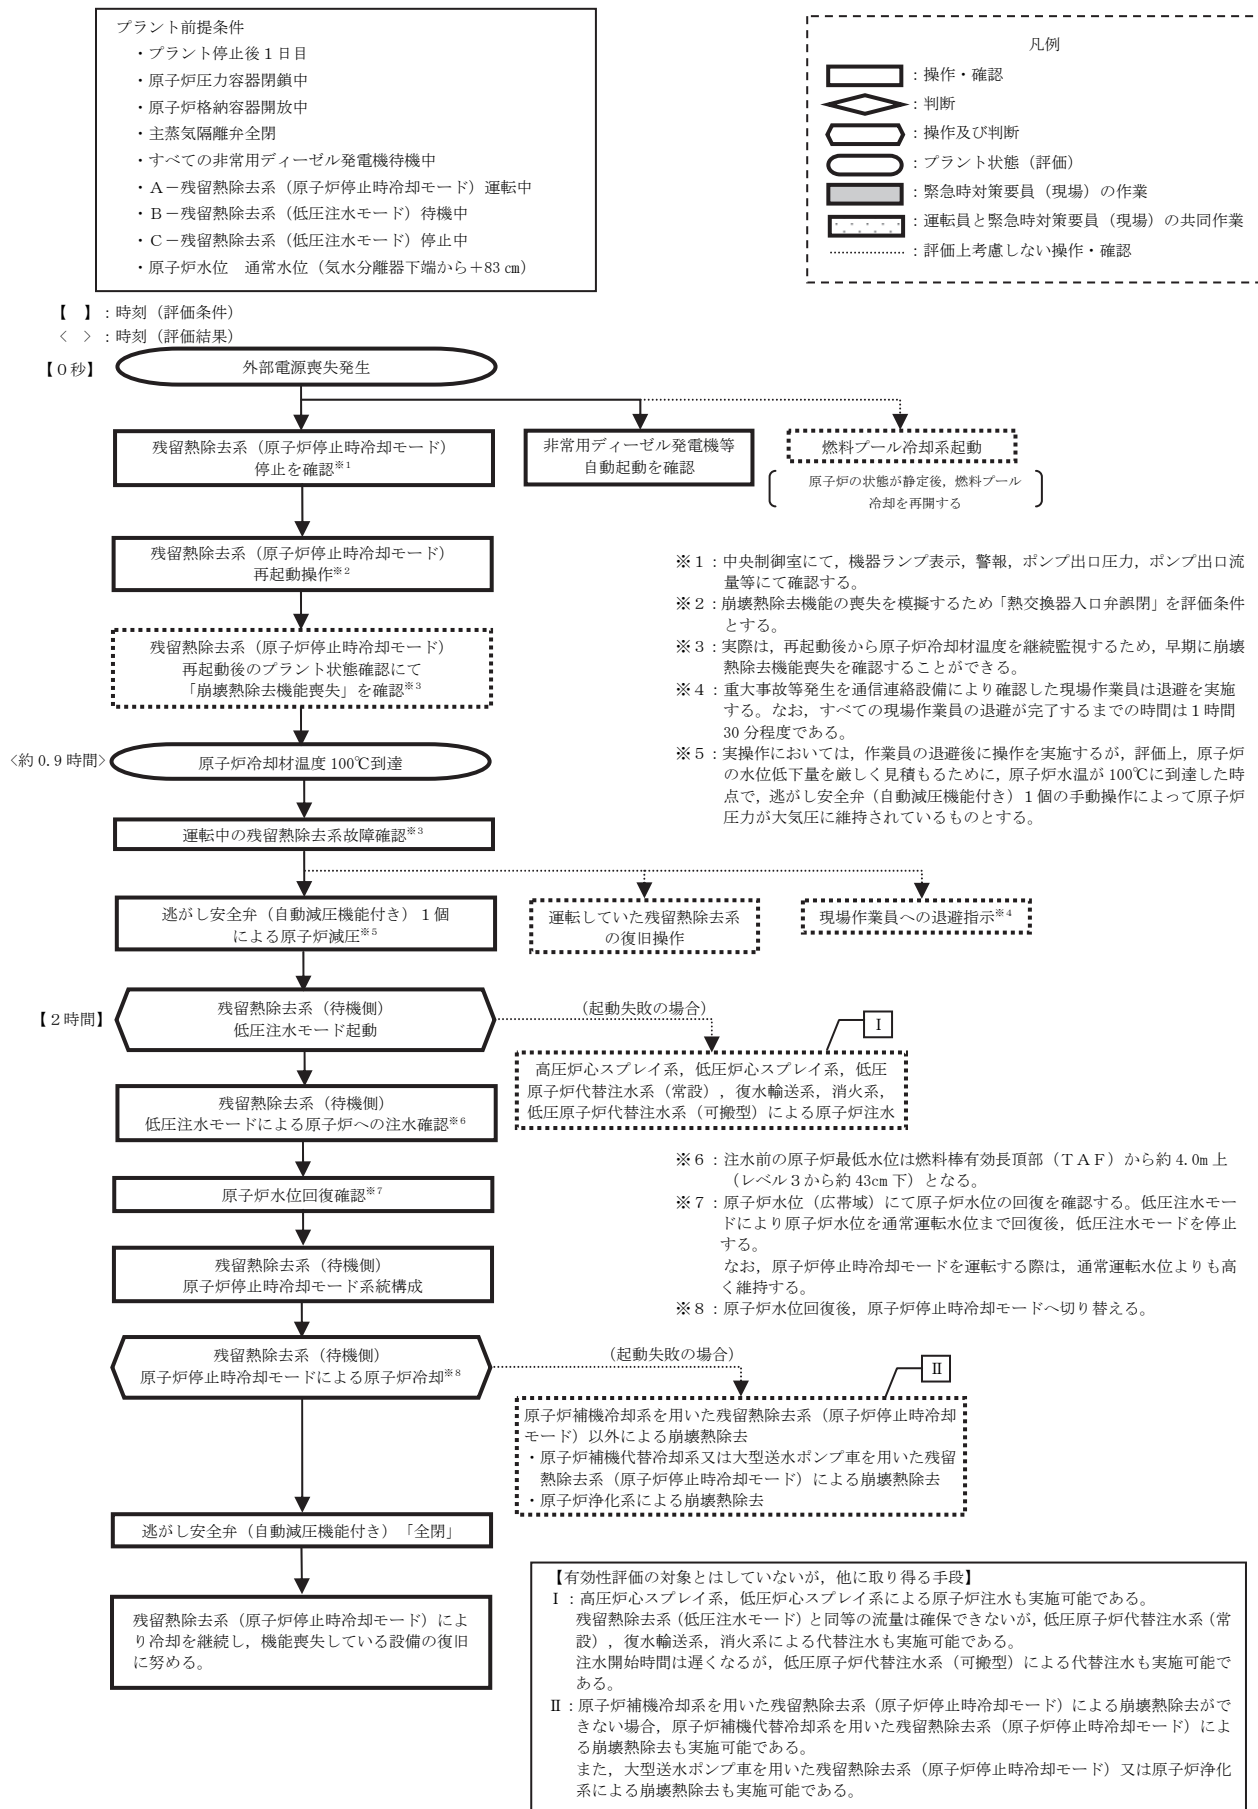 プラント前提条件
・プラント停止後１日目
・原子炉圧力容器閉鎖中
・原子炉格納容器開放中
・主蒸気隔離弁全閉
・すべての非常用ディーゼル発電機待機中
・Ａ－残留熱除去系（原子炉停止時冷却モード）運転中
・Ｂ－残留熱除去系（低圧注水モード）待機中
・Ｃ－残留熱除去系（低圧注水モード）停止中
・原子炉水位　通常水位（気水分離器下端から＋83㎝）
凡例
：操作・確認
：判断
：操作及び判断
：プラント状態（評価）
：緊急時対策要員（現場）の作業
：運転員と緊急時対策要員（現場）の共同作業
：評価上考慮しない操作・確認
【　】：時刻（評価条件）
＜　＞：時刻（評価結果）
【０秒】
外部電源喪失発生
残留熱除去系（原子炉停止時冷却モード）
停止を確認※1
非常用ディーゼル発電機等
自動起動を確認
燃料プール冷却系起動
原子炉の状態が静定後，燃料プール
冷却を再開する
残留熱除去系（原子炉停止時冷却モード）
再起動操作※2
残留熱除去系（原子炉停止時冷却モード）
再起動後のプラント状態確認にて
「崩壊熱除去機能喪失」を確認※3
※１：中央制御室にて，機器ランプ表示，警報，ポンプ出口圧力，ポンプ出口流
量等にて確認する。
※２：崩壊熱除去機能の喪失を模擬するため「熱交換器入口弁誤閉」を評価条件
とする。
※３：実際は，再起動後から原子炉冷却材温度を継続監視するため，早期に崩壊
熱除去機能喪失を確認することができる。
※４：重大事故等発生を通信連絡設備により確認した現場作業員は退避を実施
する。なお，すべての現場作業員の退避が完了するまでの時間は１時間
30 分程度である。
※５：実操作においては，作業員の退避後に操作を実施するが，評価上，原子炉
の水位低下量を厳しく見積もるために，原子炉水温が 100℃に到達した時
点で，逃がし安全弁（自動減圧機能付き）１個の手動操作によって原子炉
圧力が大気圧に維持されているものとする。
<約 0.9 時間>
原子炉冷却材温度 100℃到達
運転中の残留熱除去系故障確認※3
逃がし安全弁（自動減圧機能付き）１個
による原子炉減圧※5
運転していた残留熱除去系
の復旧操作
現場作業員への退避指示※4
【２時間】
残留熱除去系（待機側）
低圧注水モード起動
（起動失敗の場合）
Ⅰ
高圧炉心スプレイ系，低圧炉心スプレイ系，低圧
原子炉代替注水系（常設），復水輸送系，消火系，
低圧原子炉代替注水系（可搬型）による原子炉注水
残留熱除去系（待機側）
低圧注水モードによる原子炉への注水確認※6
原子炉水位回復確認※7
残留熱除去系（待機側）
原子炉停止時冷却モード系統構成
※６：注水前の原子炉最低水位は燃料棒有効長頂部（ＴＡＦ）から約 4.0m 上
（レベル３から約 43cm 下）となる。
※７：原子炉水位（広帯域）にて原子炉水位の回復を確認する。低圧注水モー
ドにより原子炉水位を通常運転水位まで回復後，低圧注水モードを停止
する。
なお，原子炉停止時冷却モードを運転する際は，通常運転水位よりも高
く維持する。
※８：原子炉水位回復後，原子炉停止時冷却モードへ切り替える。
残留熱除去系（待機側）
原子炉停止時冷却モードによる原子炉冷却※8
（起動失敗の場合）
Ⅱ
原子炉補機冷却系を用いた残留熱除去系（原子炉停止時冷却
モード）以外による崩壊熱除去
・原子炉補機代替冷却系又は大型送水ポンプ車を用いた残留
熱除去系（原子炉停止時冷却モード）による崩壊熱除去
・原子炉浄化系による崩壊熱除去
逃がし安全弁（自動減圧機能付き）「全閉」
残留熱除去系（原子炉停止時冷却モード）によ
り冷却を継続し，機能喪失している設備の復旧
に努める。
【有効性評価の対象とはしていないが，他に取り得る手段】
Ⅰ：高圧炉心スプレイ系，低圧炉心スプレイ系による原子炉注水も実施可能である。
残留熱除去系（低圧注水モード）と同等の流量は確保できないが，低圧原子炉代替注水系（常
設），復水輸送系，消火系による代替注水も実施可能である。
注水開始時間は遅くなるが，低圧原子炉代替注水系（可搬型）による代替注水も実施可能で
ある。
Ⅱ：原子炉補機冷却系を用いた残留熱除去系（原子炉停止時冷却モード）による崩壊熱除去がで
きない場合，原子炉補機代替冷却系を用いた残留熱除去系（原子炉停止時冷却モード）によ
る崩壊熱除去も実施可能である。
また，大型送水ポンプ車を用いた残留熱除去系（原子炉停止時冷却モード）又は原子炉浄化
系による崩壊熱除去も実施可能である。